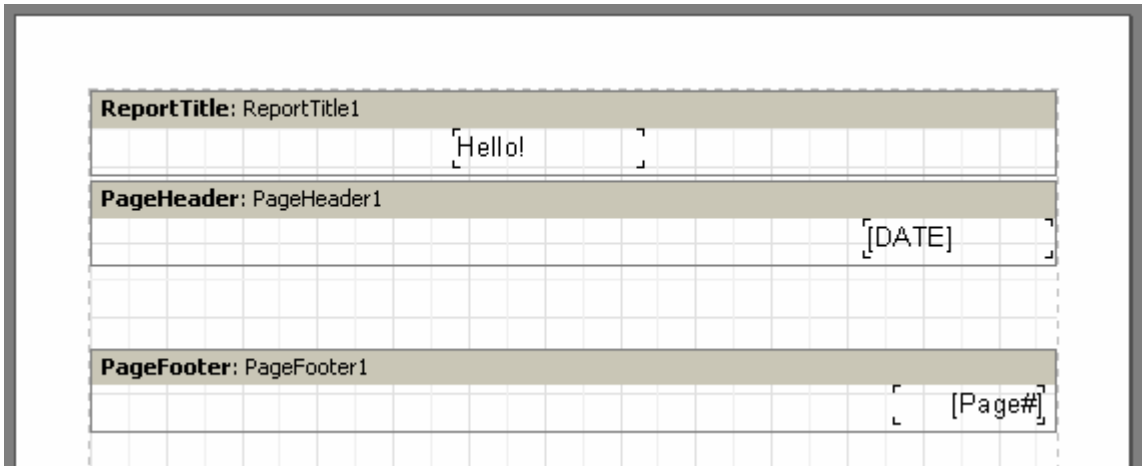 ReportTitle: ReportTitle1
Hello!
PageHeader: PageHeader1
[DATE]
PageFooter: PageFooter1
[Page#]